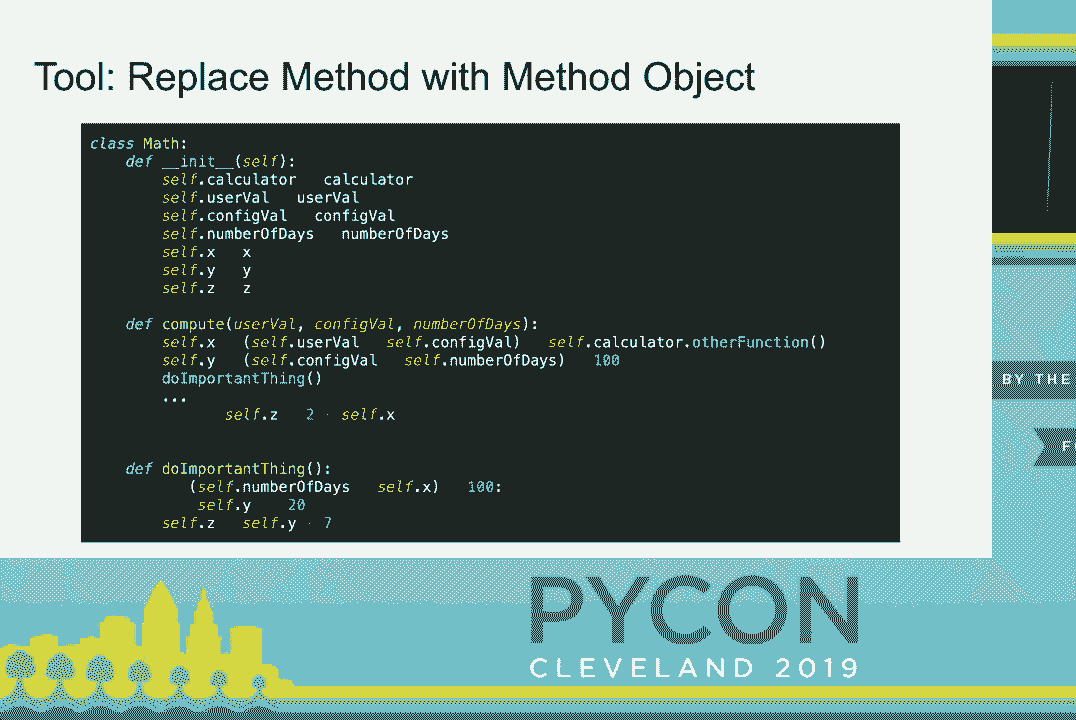 Tool: Replace Method with Method Object
class Math:
    def __init__(self):
        self.calculator   calculator
        self.userVal   userVal
        self.configVal   configVal
        self.numberOfDays   numberOfDays
        self.x   x
        self.y   y
        self.z   z
    def compute(userVal, configVal, numberOfDays):
        self.x   (self.userVal   self.configVal)   self.calculator.otherFunction()
        self.y   (self.configVal   self.numberOfDays)   100
        doImportantThing()
        ...
               self.z   2 - self.x
    def doImportantThing():
           (self.numberOfDays   self.x)   100:
            self.y    20
        self.z   self.y - 7
BY THE
F
PYCON
CLEVELAND 2019